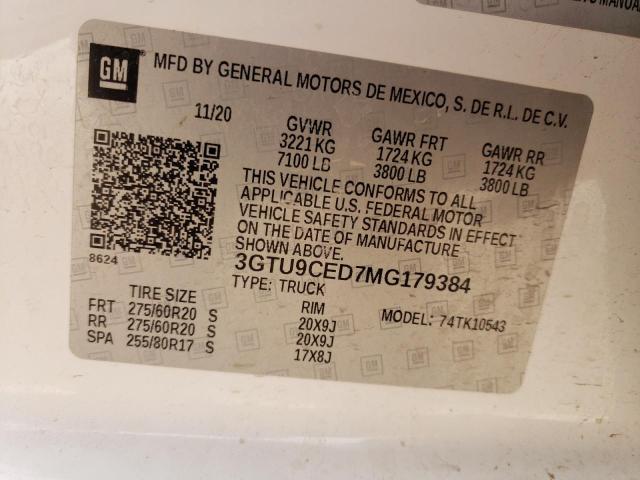 GM ® MFD BY GENERAL MOTORS DE MEXICO, S. DE R.L. DE C.V.
11/20
GVWR GAWR FRT GAWR RR
3221 KG 1724 KG 1724 KG
7100 LB 3800 LB 3800 LB
THIS VEHICLE CONFORMS TO ALL
APPLICABLE U.S. FEDERAL MOTOR
VEHICLE SAFETY STANDARDS IN EFFECT
ON THE DATE OF MANUFACTURE
SHOWN ABOVE.
8624
3GTU9CED7MG179384
TYPE: TRUCK
MODEL: 74TK10543
TIRE SIZE RIM
FRT 275/60R20 S 20X9J
RR 275/60R20 S 20X9J
SPA 255/80R17 S 17X8J